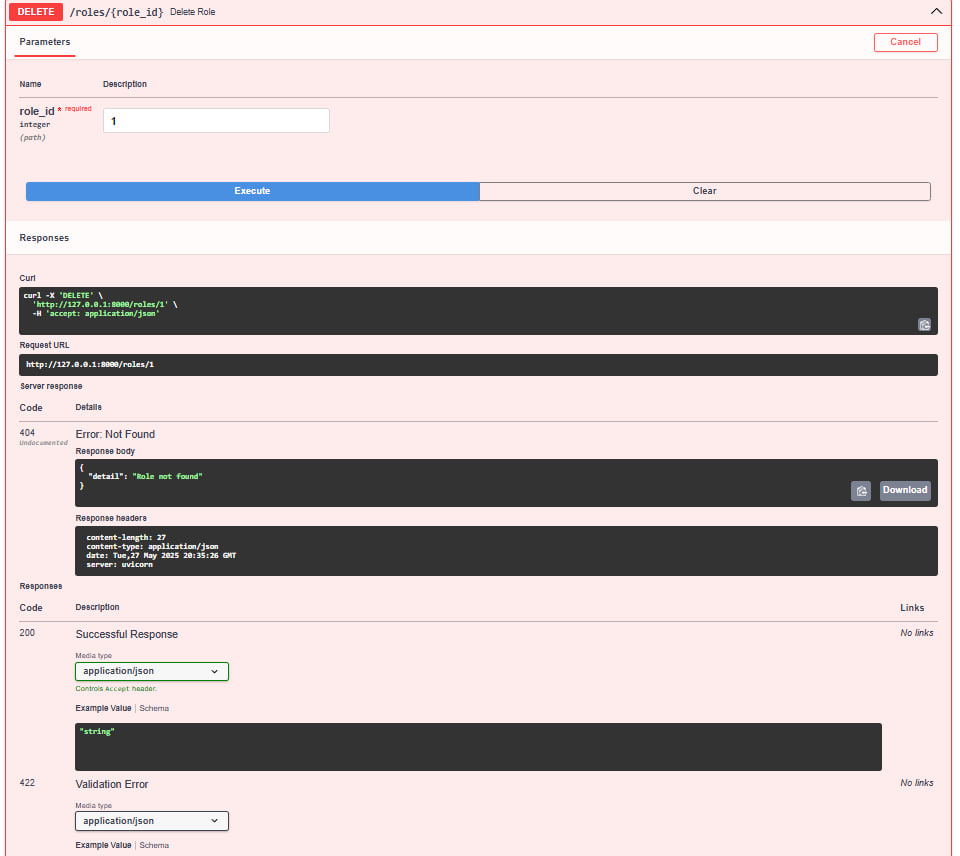 DELETE /roles/{role_id} Delete Role
Parameters
Cancel
Name Description
role_id * required
integer
(path)
1
Execute Clear
Responses
Curl
curl -X 'DELETE' \
'http://127.0.0.1:8000/roles/1' \
-H 'accept: application/json'
Request URL
http://127.0.0.1:8000/roles/1
Server response
Code Details
404 Error: Not Found
Undocumented
Response body
{
"detail": "Role not found"
}
Download
Response headers
content-length: 27
content-type: application/json
date: Tue,27 May 2025 20:35:26 GMT
server: uvicorn
Responses
Code Description Links
200 Successful Response No links
Media type
application/json
Controls Accept header.
Example Value Schema
"string"
422 Validation Error No links
Media type
application/json
Example Value Schema